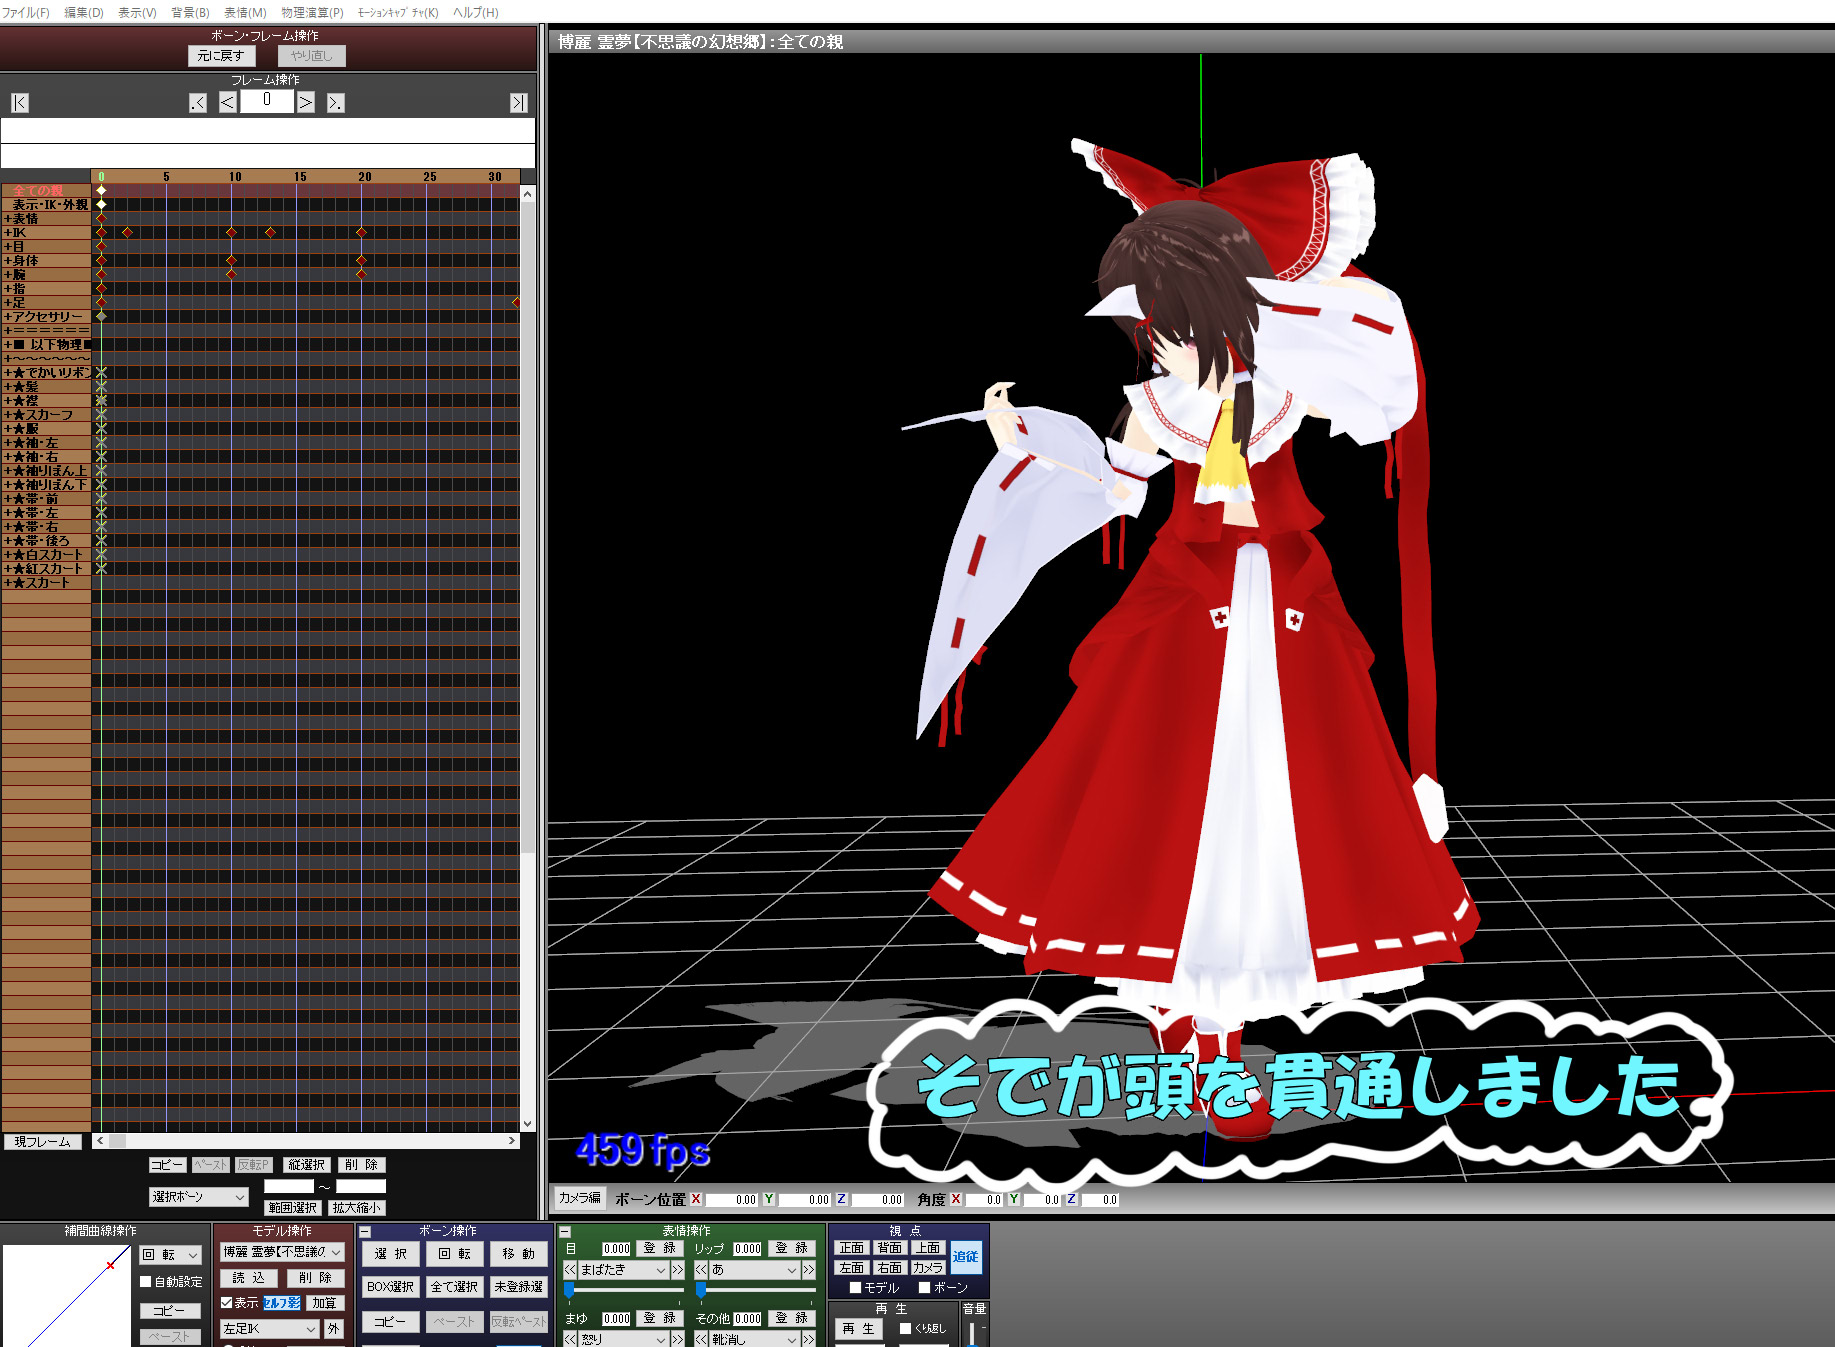 ファイル(F) 編集(D) 表示(V) 背景(B) 表情(M) 物理演算(P) ﾓｰｼｮﾝｷｬﾌﾟﾁｬ(K) ヘルプ(H)
ボーン・フレーム操作
元に戻す やり直し
フレーム操作
|< .< < 0 > >. >|
0 5 10 15 20 25 30
全ての親
表示・IK・外親
+表情
+IK
+目
+身体
+腕
+指
+足
+アクセサリー
+======
+■ 以下物理■
+～～～～～～
+★でかいリボン
+★髪
+★襟
+★スカーフ
+★服
+★袖・左
+★袖・右
+★袖りぼん上
+★袖りぼん下
+★帯・前
+★帯・左
+★帯・右
+★帯・後ろ
+★白スカート
+★紅スカート
+★スカート
現フレーム
コピー ペースト 反転P 縦選択 削 除
選択ボーン ～
範囲選択 拡大縮小
博麗 霊夢【不思議の幻想郷】:全ての親
そでが頭を貫通しました
459 fps
カメラ編 ボーン位置 X 0.00 Y 0.00 Z 0.00 角度 X 0.0 Y 0.0 Z 0.0
補間曲線操作
回 転
自動設定
コピー
ペースト
モデル操作
博麗 霊夢【不思議の
読 込 削 除
表示 セルフ影 加算
左足IK 外
ボーン操作
選 択 回 転 移 動
BOX選択 全て選択 未登録選
コピー ペースト 反転ペースト
表情操作
目 0.000 登 録 リップ 0.000 登 録
<< まばたき >> << あ >>
まゆ 0.000 登 録 その他 0.000 登 録
<< 怒り >> << 靴消し >>
視 点
正面 背面 上面 追従
左面 右面 カメラ
モデル ボーン
再 生 音量
再 生 くり返し